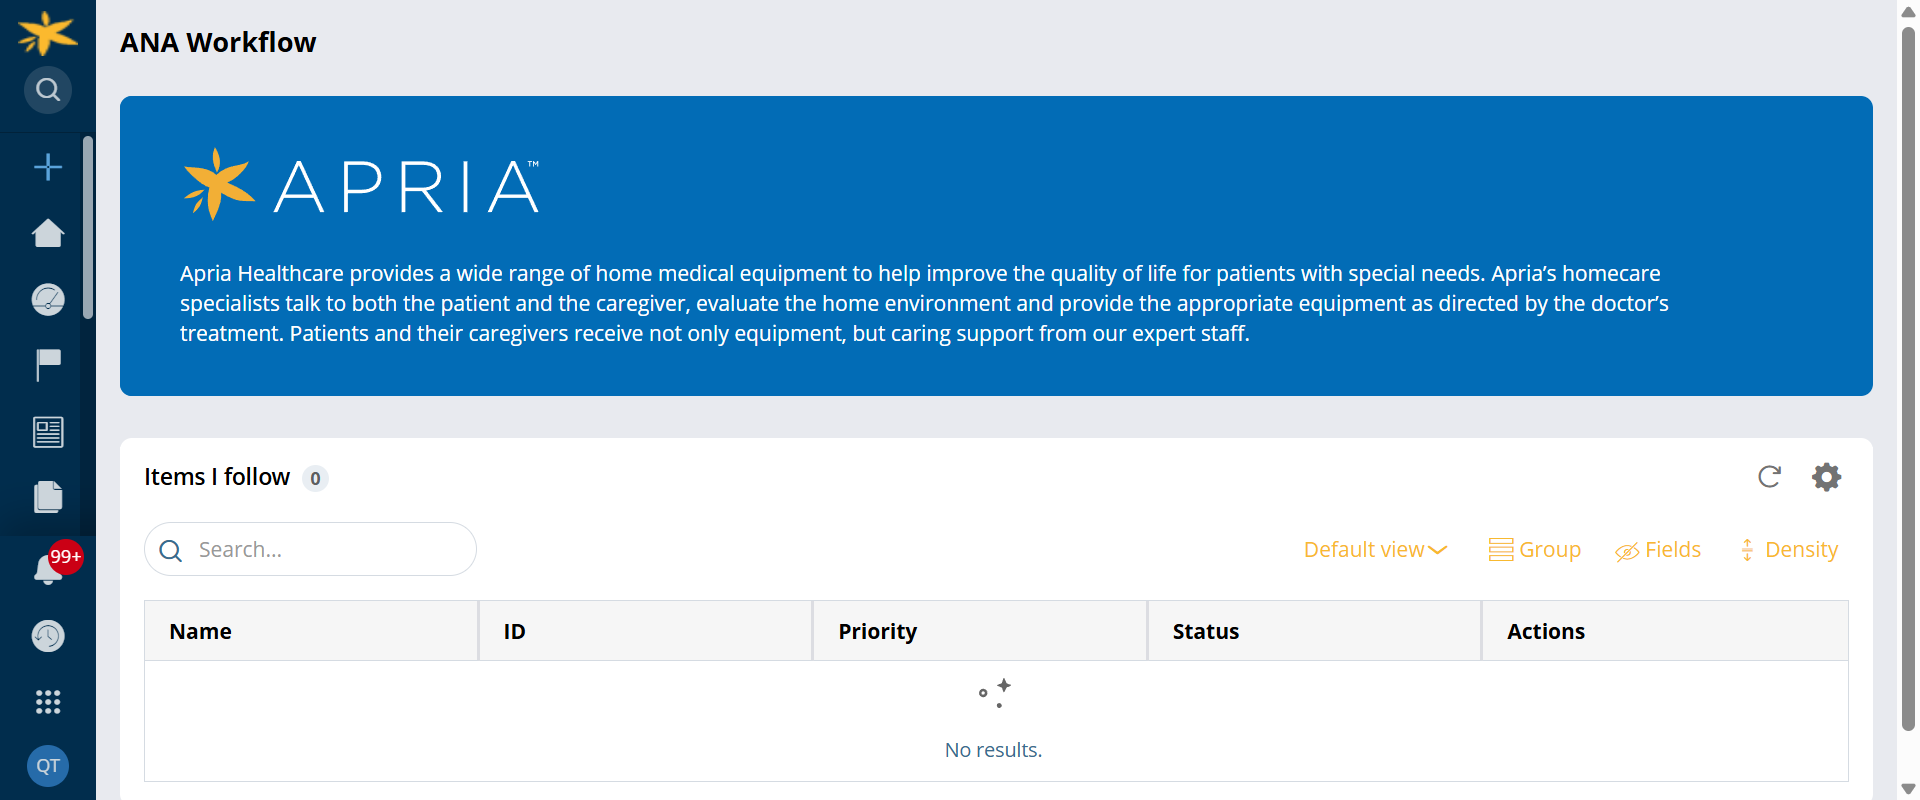 ANA Workflow
APRIA™
Apria Healthcare provides a wide range of home medical equipment to help improve the quality of life for patients with special needs. Apria’s homecare
specialists talk to both the patient and the caregiver, evaluate the home environment and provide the appropriate equipment as directed by the doctor’s
treatment. Patients and their caregivers receive not only equipment, but caring support from our expert staff.
Items I follow 0
Search...
Default view Group Fields Density
Name ID Priority Status Actions
No results.
99+
QT